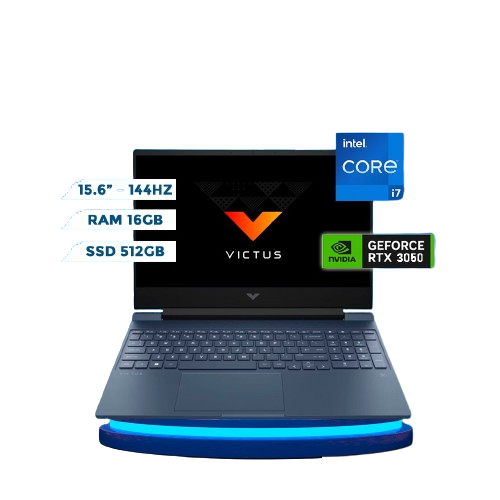 intel.
CORE
i7
15.6” – 144HZ
RAM 16GB
SSD 512GB
VICTUS
NVIDIA
GEFORCE
RTX 3050